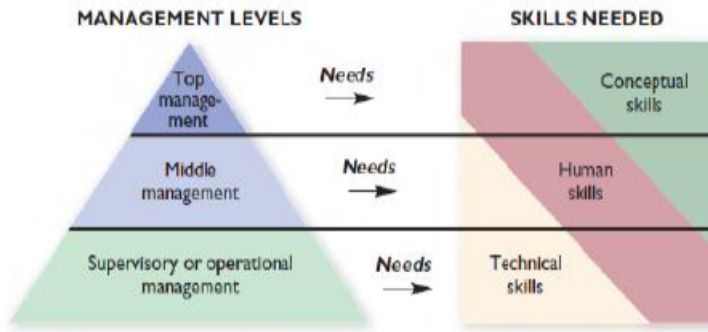 MANAGEMENT LEVELS
SKILLS NEEDED
Top
manage-
ment
Needs
Conceptual
skills
Middle
management
Needs
Human
skills
Supervisory or operational
management
Needs
Technical
skills